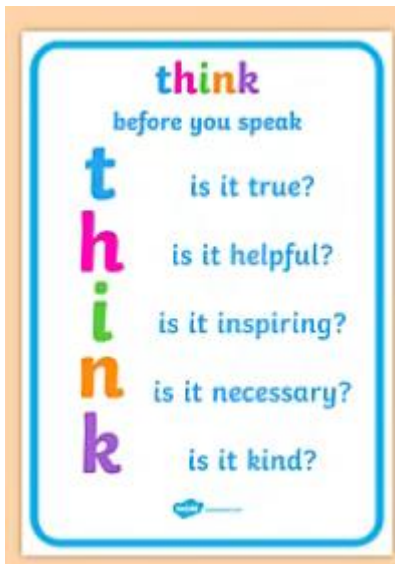 think
before you speak
t
is it true?
h
is it helpful?
i
is it inspiring?
n
is it necessary?
k
is it kind?